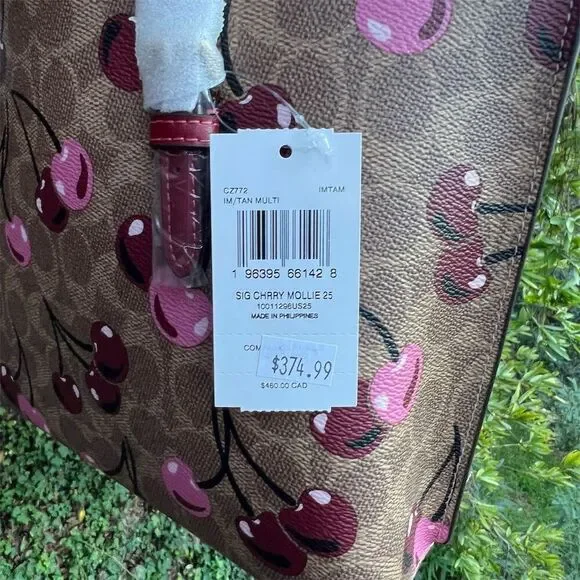 CZ772 IMTAM
IM/TAN MULTI
1 96395 66142 8
SIG CHRRY MOLLIE 25
10011296US25
MADE IN PHILIPPINES
$374.99
$460.00 CAD